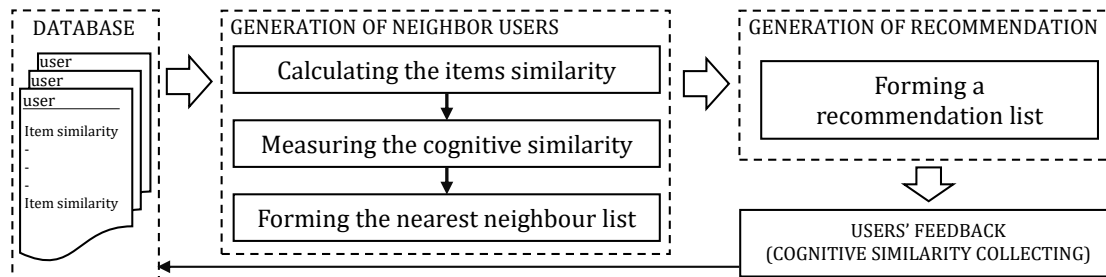 DATABASE
user
user
user
Item similarity
-
-
-
Item similarity
GENERATION OF NEIGHBOR USERS
Calculating the items similarity
Measuring the cognitive similarity
Forming the nearest neighbour list
GENERATION OF RECOMMENDATION
Forming a
recommendation list
USERS’ FEEDBACK
(COGNITIVE SIMILARITY COLLECTING)